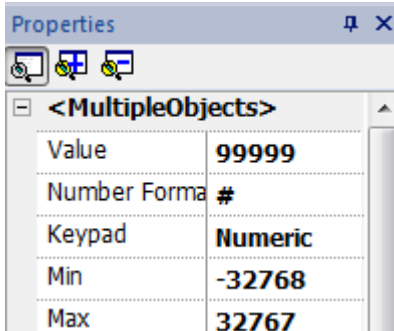 Properties
<MultipleObjects>
Value 99999
Number Forma #
Keypad Numeric
Min -32768
Max 32767